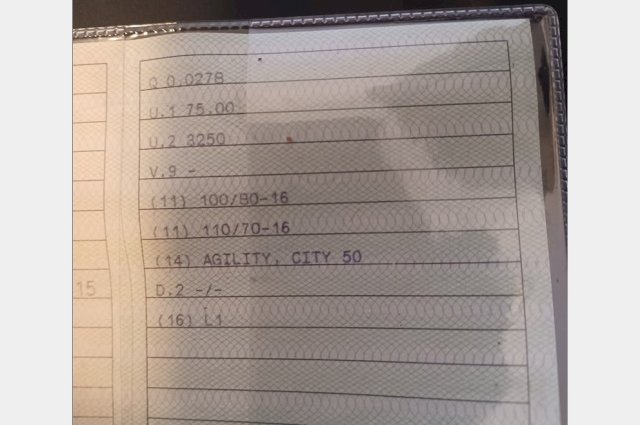 Q 0.0278
U.1 75.00
U.2 3250
V.9 -
(11) 100/80-16
(11) 110/70-16
(14) AGILITY, CITY 50
15
D.2 -/-
(16) L1